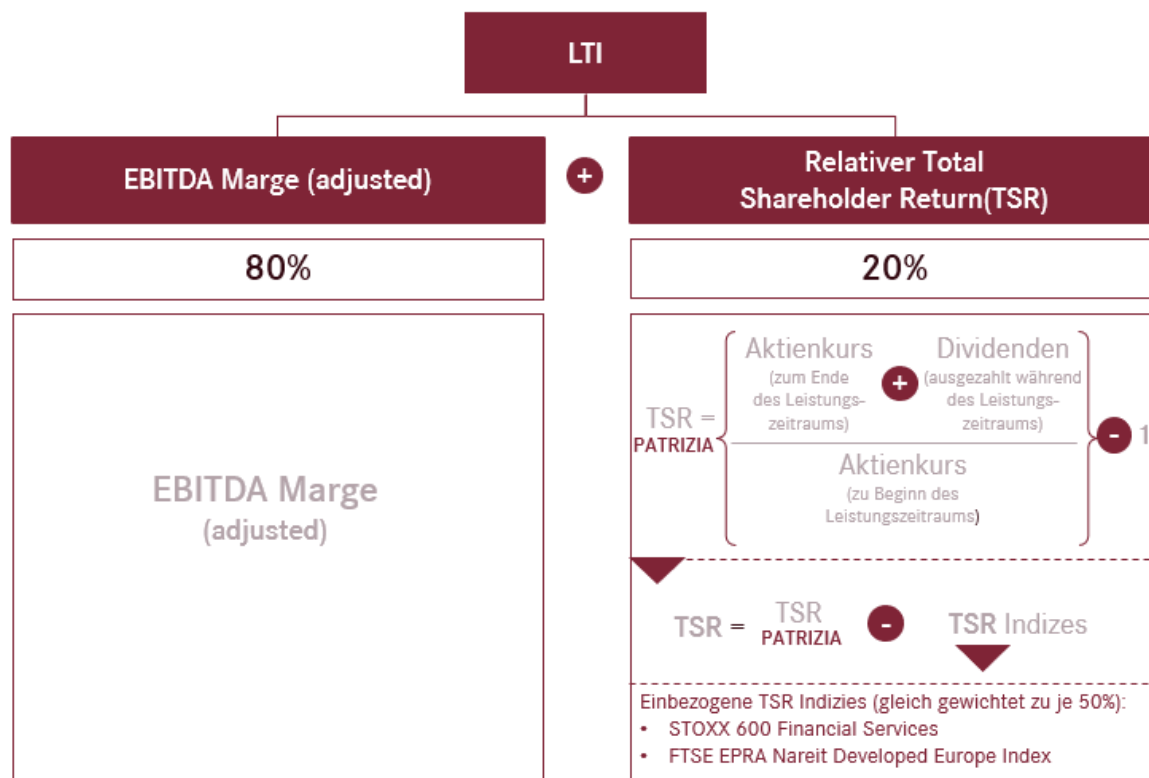 LTI
EBITDA Marge (adjusted)
+
Relativer Total
Shareholder Return(TSR)
80%
20%
EBITDA Marge
(adjusted)
TSR =
PATRIZIA
Aktienkurs
(zum Ende
des Leistungs-
zeitraums)
+
Dividenden
(ausgezahlt während
des Leistungs-
zeitraums)
Aktienkurs
(zu Beginn des
Leistungszeitraums)
- 1
TSR = TSR
PATRIZIA
-
TSR Indizes
Einbezogene TSR Indizies (gleich gewichtet zu je 50%):
• STOXX 600 Financial Services
• FTSE EPRA Nareit Developed Europe Index